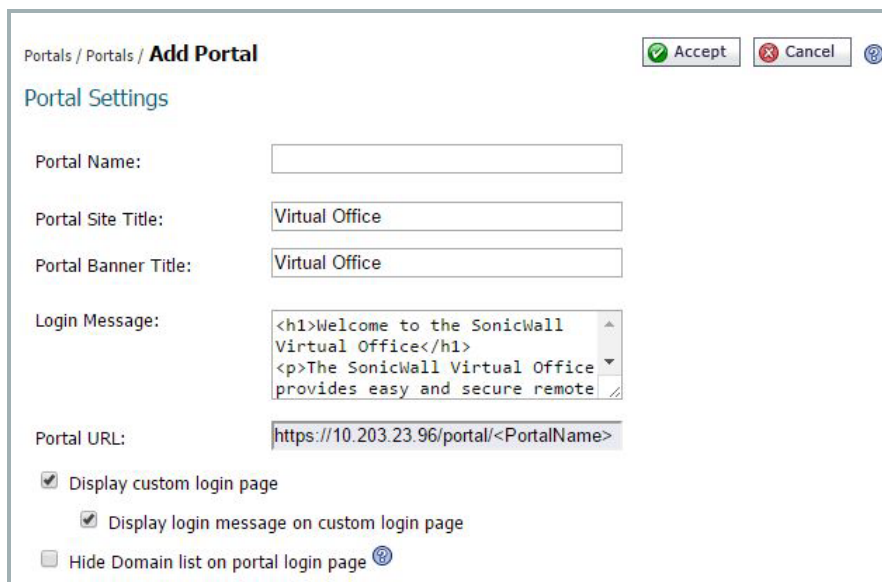 Portals / Portals / Add Portal
Accept
Cancel
Portal Settings
Portal Name:
Portal Site Title:
Virtual Office
Portal Banner Title:
Virtual Office
Login Message:
<h1>Welcome to the SonicWall
Virtual Office</h1>
<p>The SonicWall Virtual Office
provides easy and secure remote
Portal URL:
https://10.203.23.96/portal/<PortalName>
Display custom login page
Display login message on custom login page
Hide Domain list on portal login page